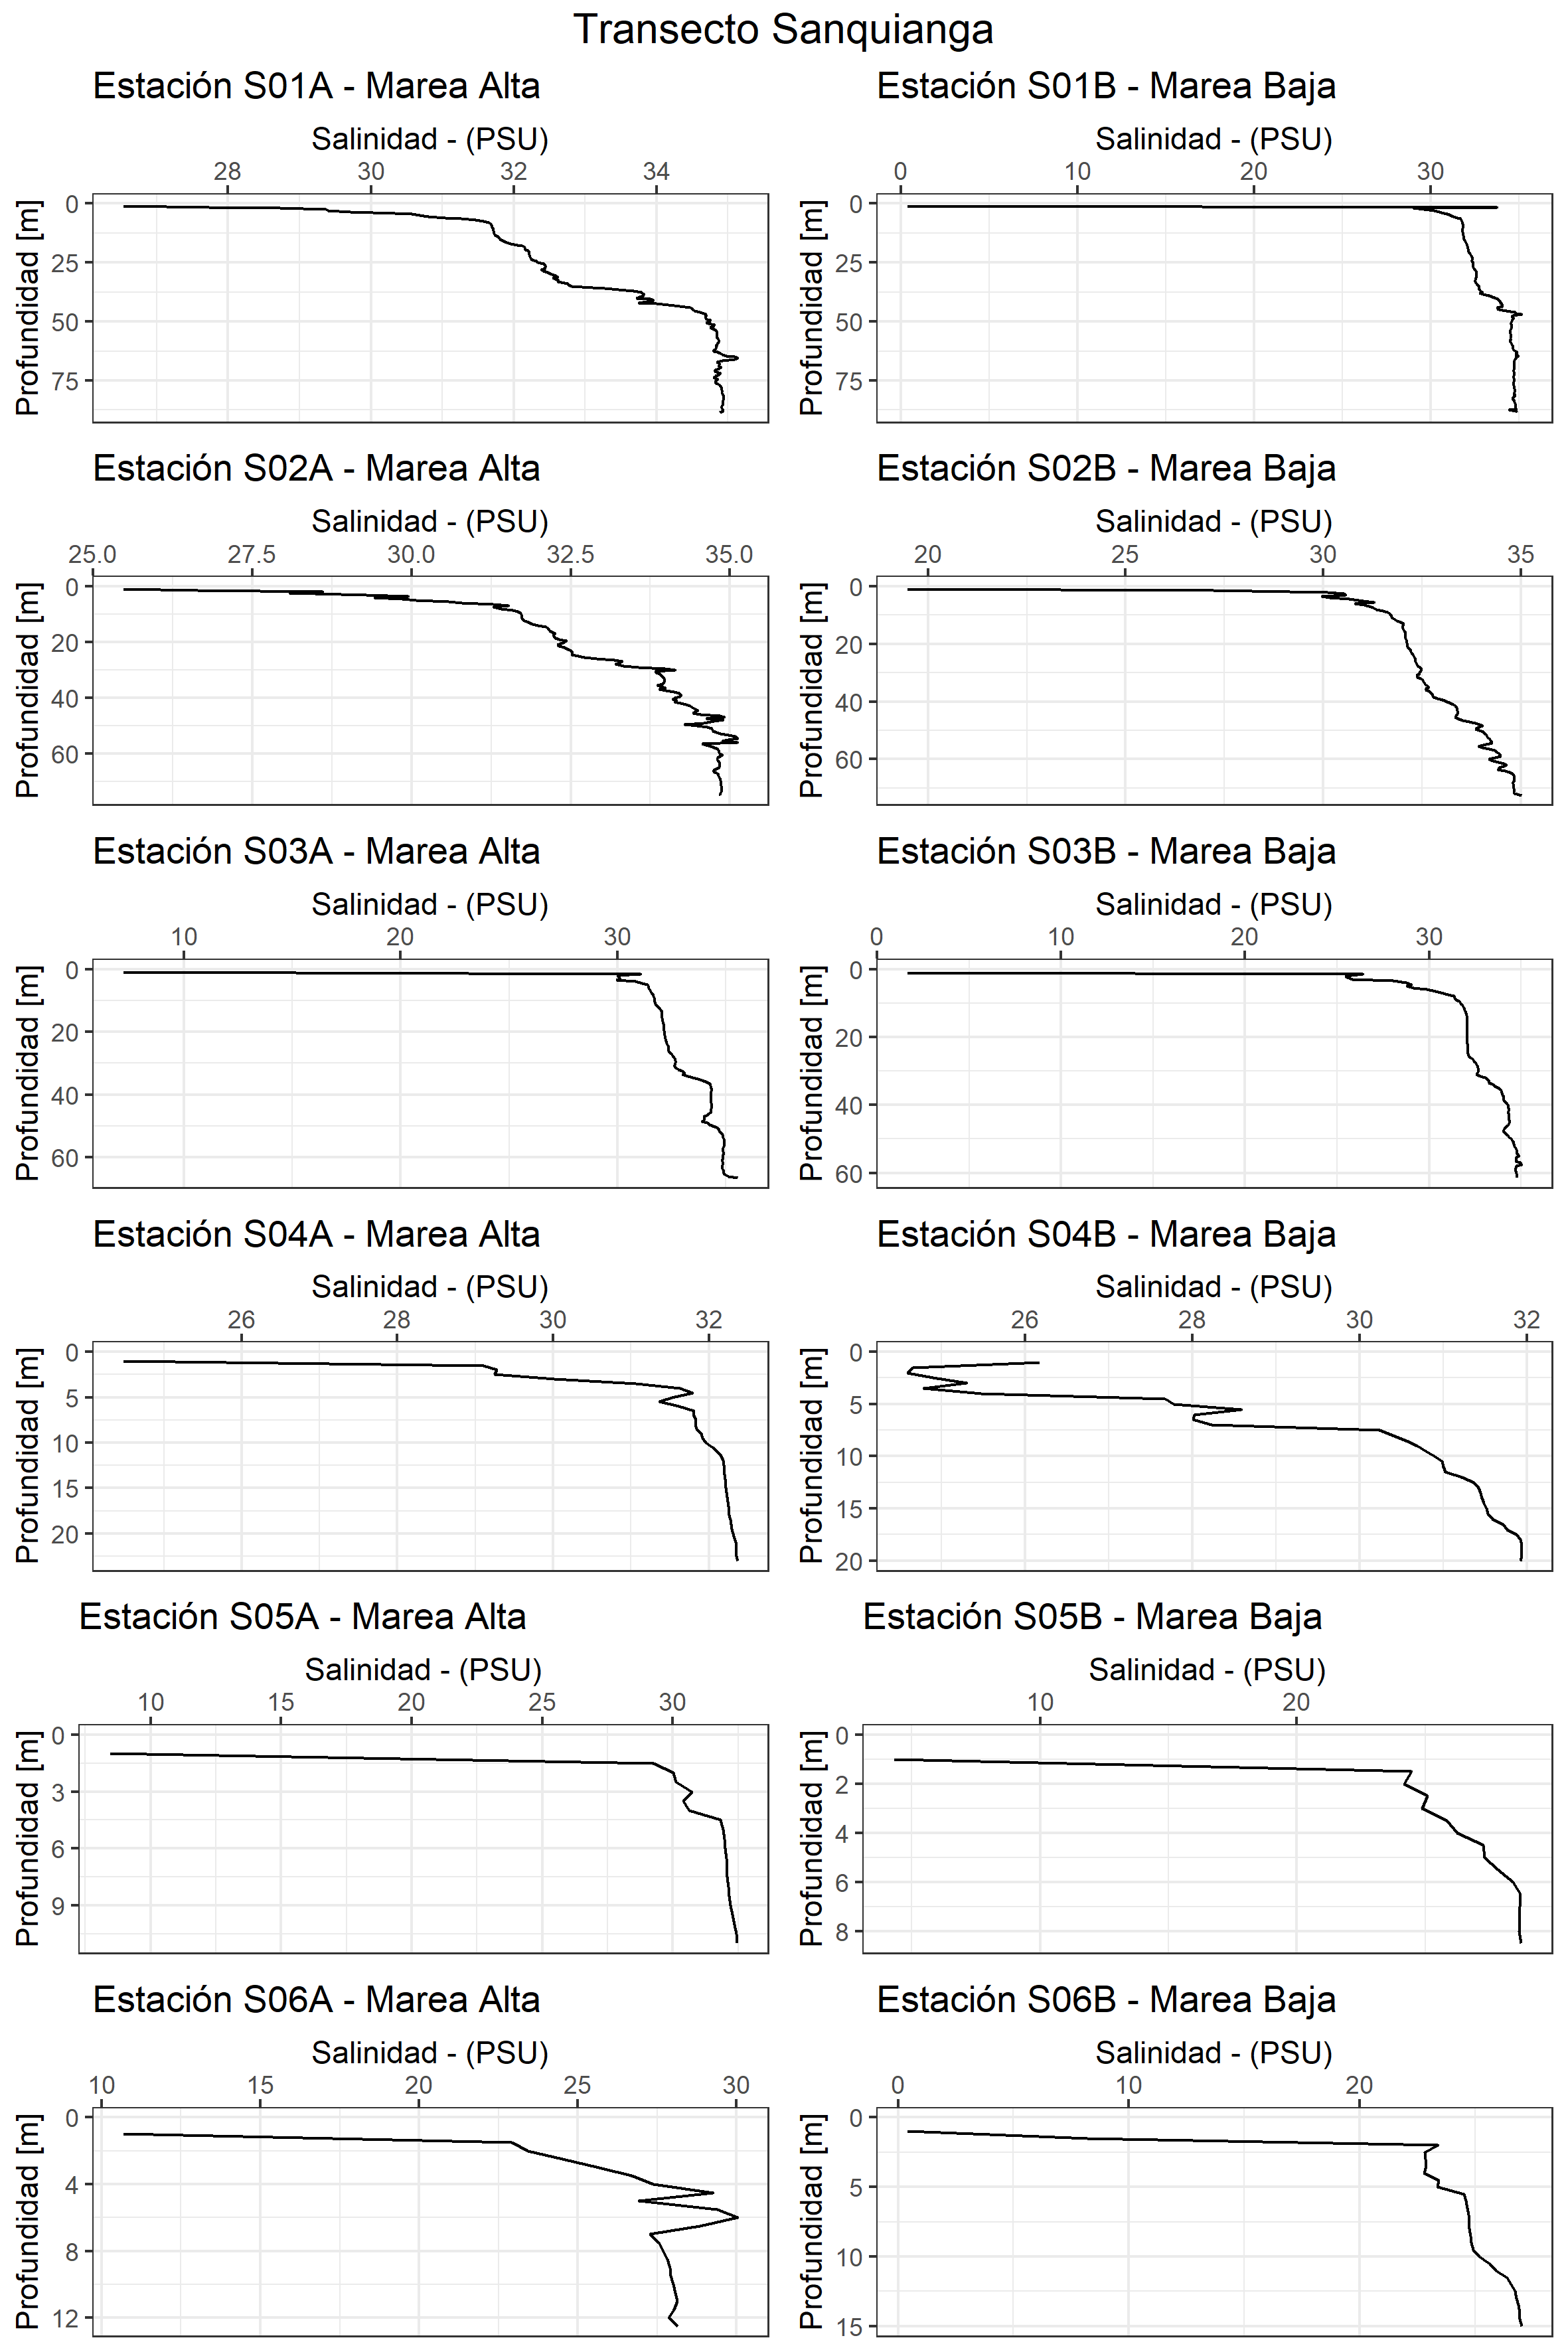 Transecto Sanquianga
Estación S01A - Marea Alta
Salinidad - (PSU)
28 30 32 34
Profundidad [m]
0
25
50
75
Estación S01B - Marea Baja
Salinidad - (PSU)
0 10 20 30
Profundidad [m]
0
25
50
75
Estación S02A - Marea Alta
Salinidad - (PSU)
25.0 27.5 30.0 32.5 35.0
Profundidad [m]
0
20
40
60
Estación S02B - Marea Baja
Salinidad - (PSU)
20 25 30 35
Profundidad [m]
0
20
40
60
Estación S03A - Marea Alta
Salinidad - (PSU)
10 20 30
Profundidad [m]
0
20
40
60
Estación S03B - Marea Baja
Salinidad - (PSU)
0 10 20 30
Profundidad [m]
0
20
40
60
Estación S04A - Marea Alta
Salinidad - (PSU)
26 28 30 32
Profundidad [m]
0
5
10
15
20
Estación S04B - Marea Baja
Salinidad - (PSU)
26 28 30 32
Profundidad [m]
0
5
10
15
20
Estación S05A - Marea Alta
Salinidad - (PSU)
10 15 20 25 30
Profundidad [m]
0
3
6
9
Estación S05B - Marea Baja
Salinidad - (PSU)
10 20
Profundidad [m]
0
2
4
6
8
Estación S06A - Marea Alta
Salinidad - (PSU)
10 15 20 25 30
Profundidad [m]
0
4
8
12
Estación S06B - Marea Baja
Salinidad - (PSU)
0 10 20
Profundidad [m]
0
5
10
15